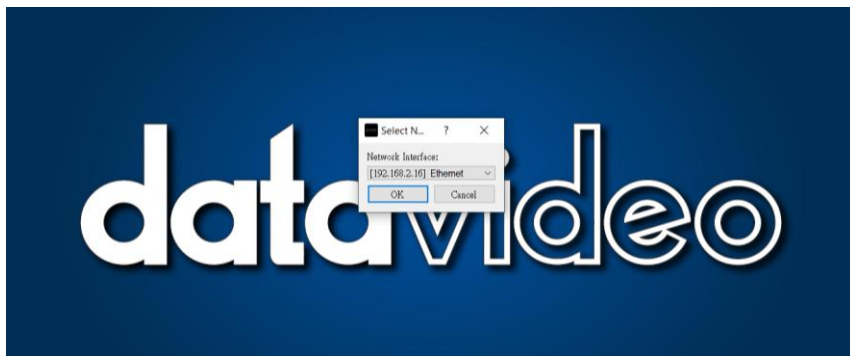 Select N...
?
Network Interface:
[192.168.2.16] Ethernet
OK
Cancel
datavideo